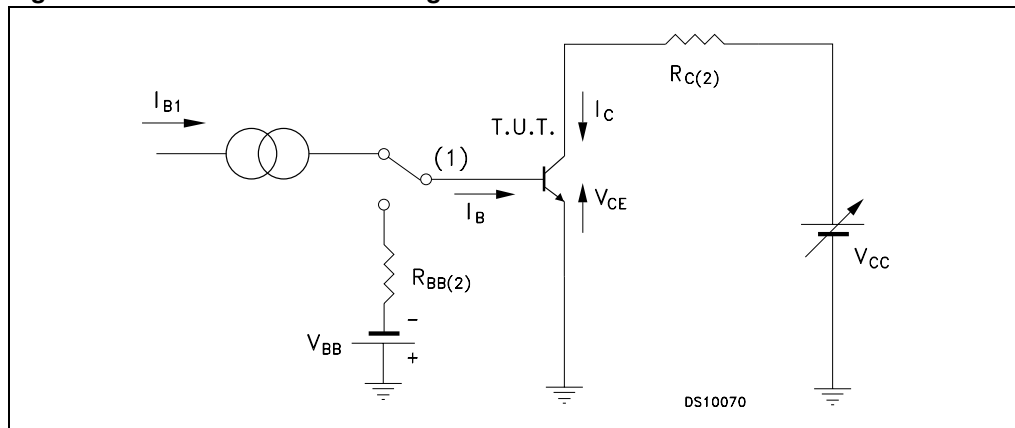 I_B1
R_C(2)
I_C
T.U.T.
(1)
I_B
V_CE
V_CC
R_BB(2)
-
V_BB
+
DS10070